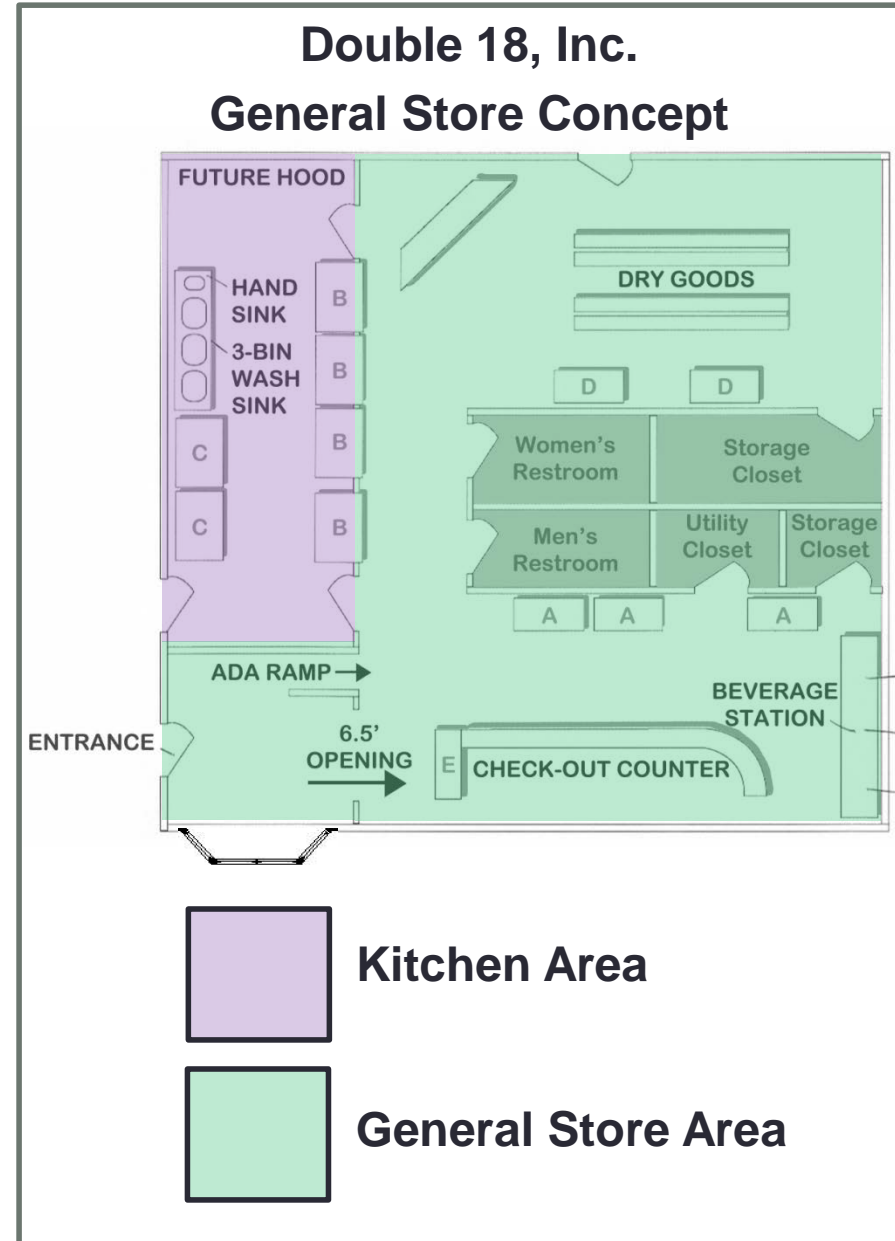 Double 18, Inc.
General Store Concept
FUTURE HOOD
HAND
SINK
3-BIN
WASH
SINK
B
B
B
B
C
C
DRY GOODS
D
D
Women's
Restroom
Storage
Closet
Men's
Restroom
Utility
Closet
Storage
Closet
A
A
A
ADA RAMP
BEVERAGE
STATION
ENTRANCE
6.5'
OPENING
E
CHECK-OUT COUNTER
Kitchen Area
General Store Area